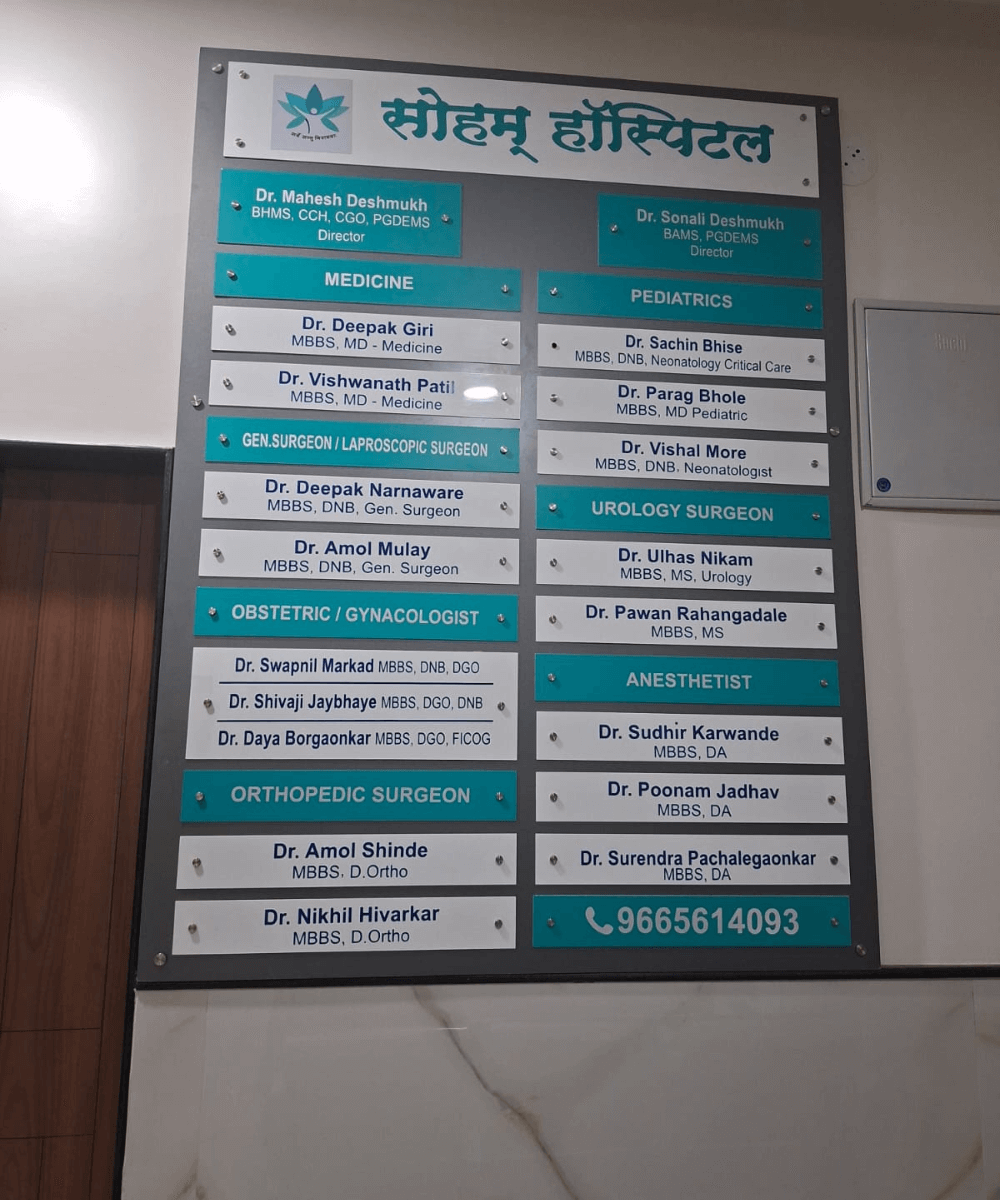 सोहम् हॉस्पिटल
Dr. Mahesh Deshmukh
BHMS, CCH, CGO, PGDEMS
Director
Dr. Sonali Deshmukh
BAMS, PGDEMS
Director
MEDICINE
Dr. Deepak Giri
MBBS, MD - Medicine
Dr. Vishwanath Patil
MBBS, MD - Medicine
GEN.SURGEON / LAPROSCOPIC SURGEON
Dr. Deepak Narnaware
MBBS, DNB, Gen. Surgeon
Dr. Amol Mulay
MBBS, DNB, Gen. Surgeon
OBSTETRIC / GYNACOLOGIST
Dr. Swapnil Markad MBBS, DNB, DGO
Dr. Shivaji Jaybhaye MBBS, DGO, DNB
Dr. Daya Borgaonkar MBBS, DGO, FICOG
ORTHOPEDIC SURGEON
Dr. Amol Shinde
MBBS, D.Ortho
Dr. Nikhil Hivarkar
MBBS, D.Ortho
PEDIATRICS
Dr. Sachin Bhise
MBBS, DNB, Neonatology Critical Care
Dr. Parag Bhole
MBBS, MD Pediatric
Dr. Vishal More
MBBS, DNB, Neonatologist
UROLOGY SURGEON
Dr. Ulhas Nikam
MBBS, MS, Urology
Dr. Pawan Rahangadale
MBBS, MS
ANESTHETIST
Dr. Sudhir Karwande
MBBS, DA
Dr. Poonam Jadhav
MBBS, DA
Dr. Surendra Pachalegaonkar
MBBS, DA
9665614093